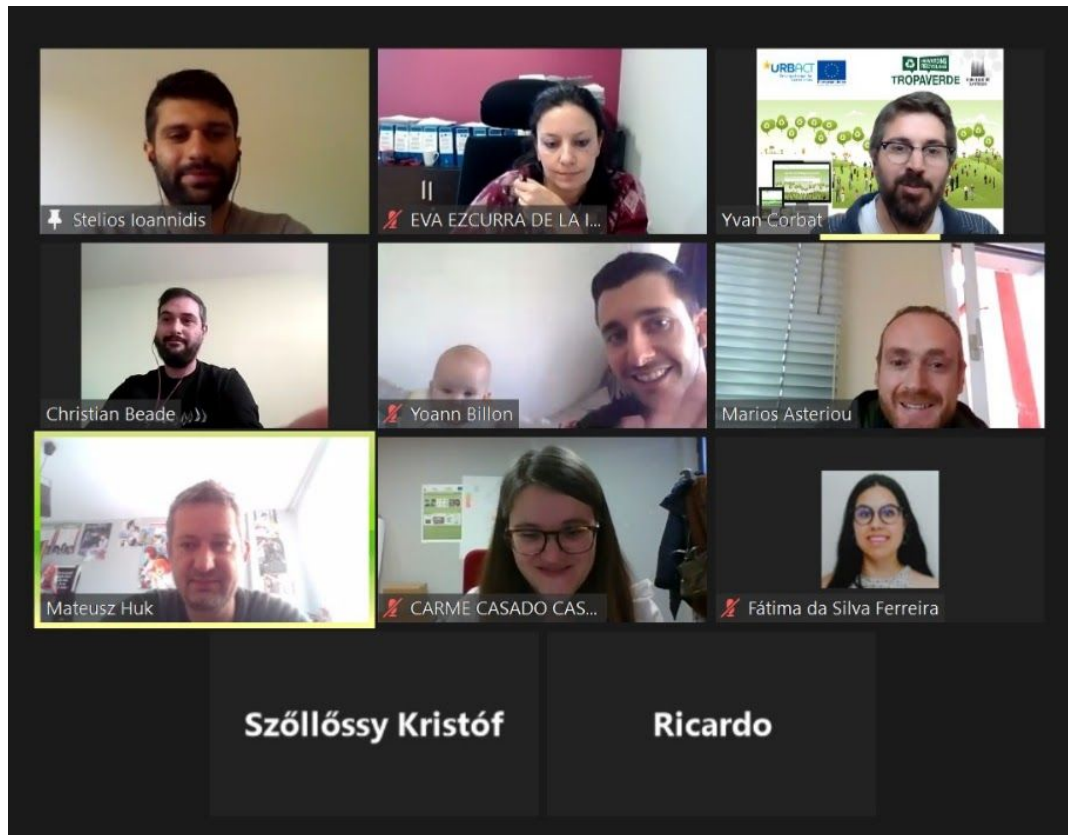 URBACT
TROPAVERDE
Stelios Ioannidis
EVA EZCURRA DE LA I...
Yvan Corbat
Christian Beade
Yoann Billon
Marios Asteriou
Mateusz Huk
CARME CASADO CAS...
Fátima da Silva Ferreira
Szőllőssy Kristóf
Ricardo